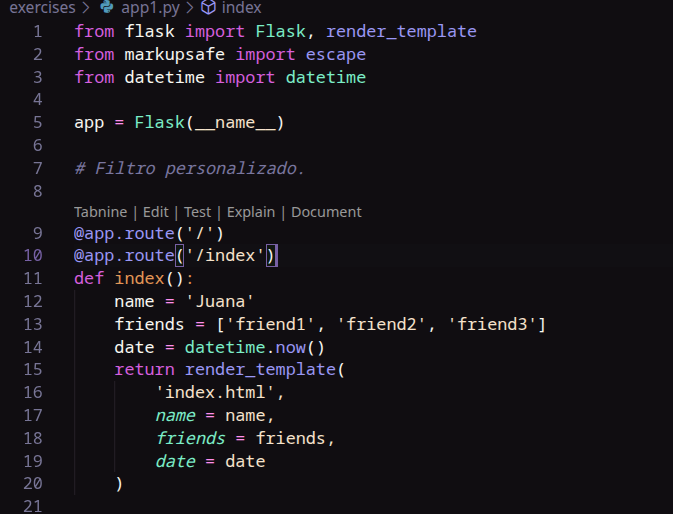 exercises > app1.py > index
1 from flask import Flask, render_template
2 from markupsafe import escape
3 from datetime import datetime
4
5 app = Flask(__name__)
6
7 # Filtro personalizado.
8
Tabnine | Edit | Test | Explain | Document
9 @app.route('/')
10 @app.route('/index')
11 def index():
12     name = 'Juana'
13     friends = ['friend1', 'friend2', 'friend3']
14     date = datetime.now()
15     return render_template(
16         'index.html',
17         name = name,
18         friends = friends,
19         date = date
20     )
21